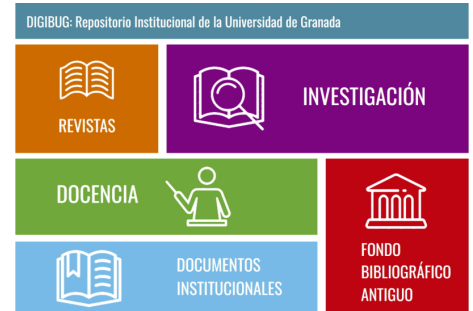 DIGIBUG: Repositorio Institucional de la Universidad de Granada
REVISTAS
INVESTIGACIÓN
DOCENCIA
DOCUMENTOS
INSTITUCIONALES
FONDO
BIBLIOGRÁFICO
ANTIGUO